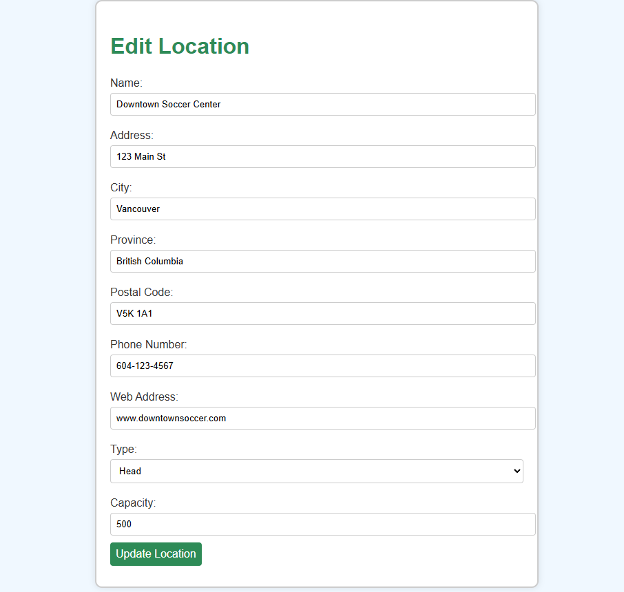 Edit Location
Name:
Downtown Soccer Center
Address:
123 Main St
City:
Vancouver
Province:
British Columbia
Postal Code:
V5K 1A1
Phone Number:
604-123-4567
Web Address:
www.downtownsoccer.com
Type:
Head
Capacity:
500
Update Location